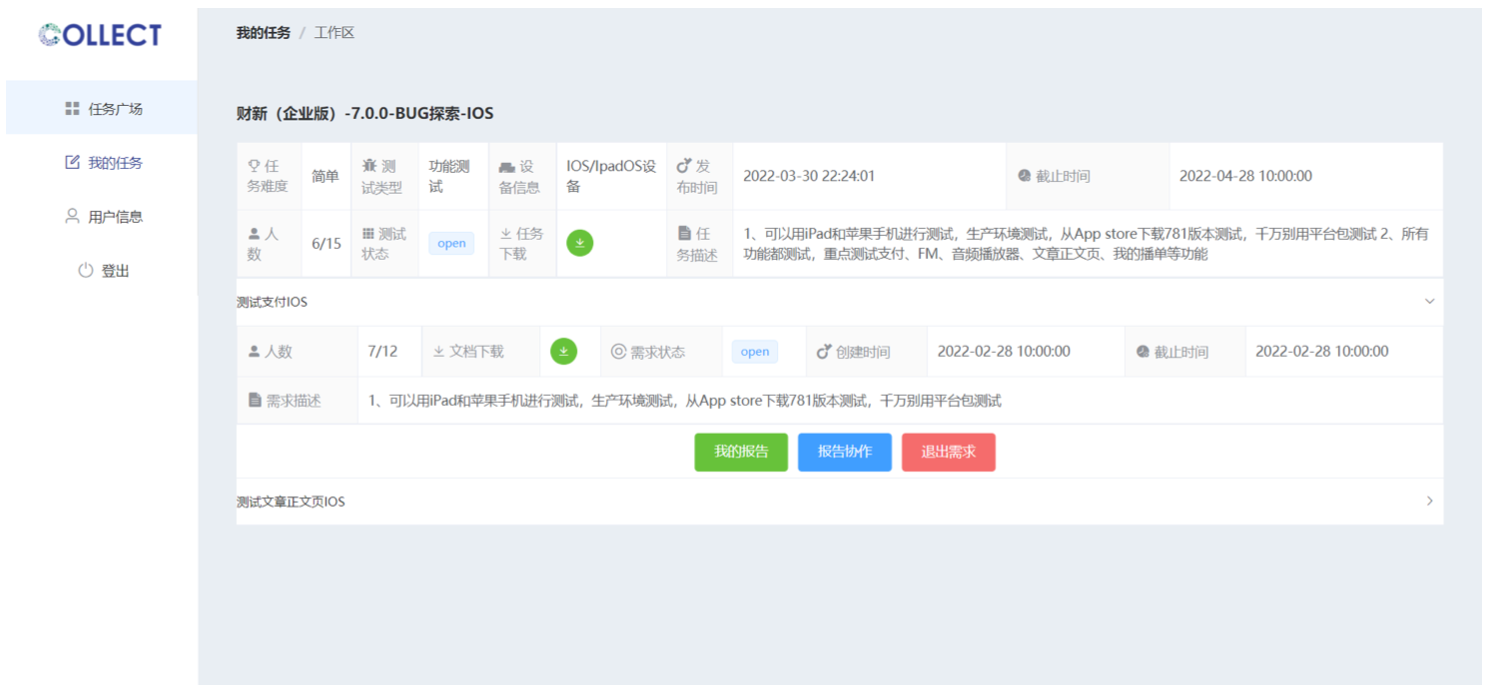 COLLECT
我的任务 / 工作区
任务广场
我的任务
用户信息
登出
财新（企业版）-7.0.0-BUG探索-IOS
任务难度
简单
测试类型
功能测试
设备信息
IOS/IpadOS设备
发布时间
2022-03-30 22:24:01
截止时间
2022-04-28 10:00:00
人数
6/15
测试状态
open
任务下载
任务描述
1、可以用iPad和苹果手机进行测试，生产环境测试，从App store下载781版本测试，千万别用平台包测试 2、所有
功能都测试，重点测试支付、FM、音频播放器、文章正文页、我的播单等功能
测试支付IOS
人数
7/12
文档下载
需求状态
open
创建时间
2022-02-28 10:00:00
截止时间
2022-02-28 10:00:00
需求描述
1、可以用iPad和苹果手机进行测试，生产环境测试，从App store下载781版本测试，千万别用平台包测试
我的报告
报告协作
退出需求
测试文章正文页IOS